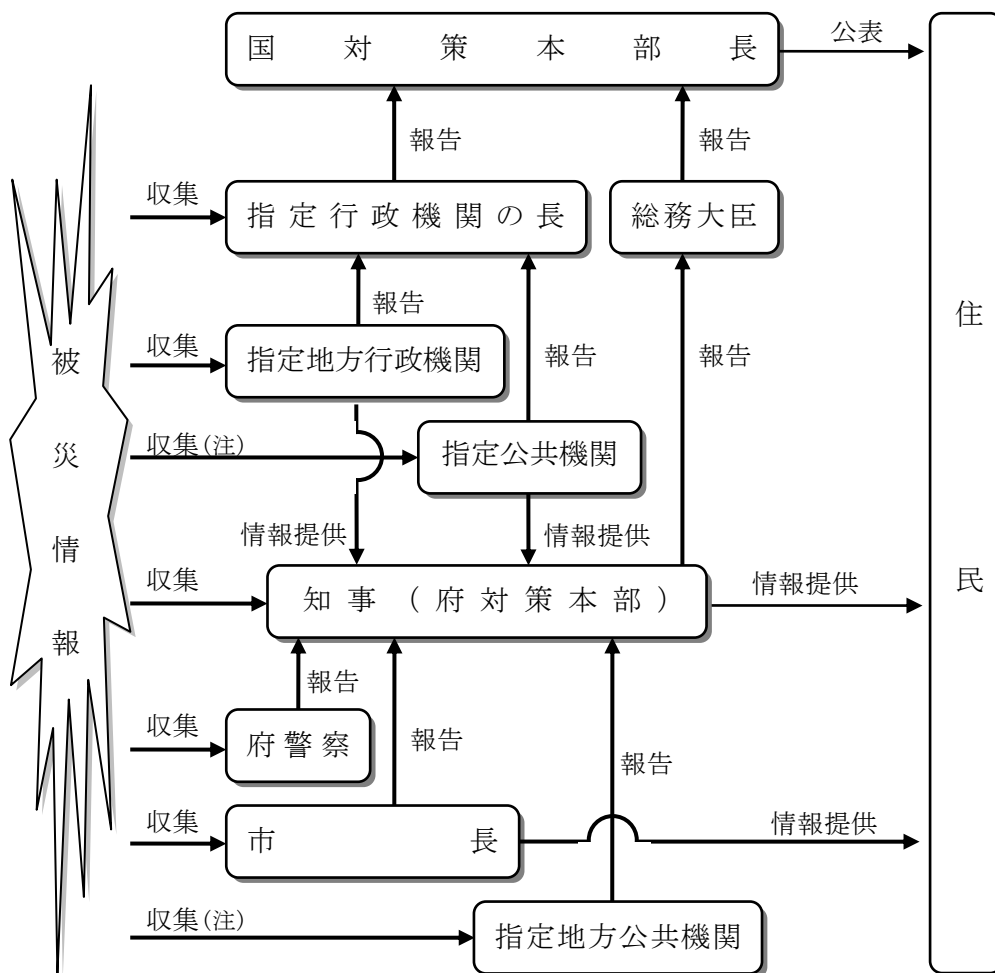 国対策本部長
公表
報告
報告
収集
指定行政機関の長
総務大臣
報告
収集
指定地方行政機関
報告
報告
収集(注)
指定公共機関
情報提供
情報提供
収集
知事(府対策本部)
情報提供
報告
収集
府警察
報告
報告
収集
市長
情報提供
収集(注)
指定地方公共機関
被災情報
住民